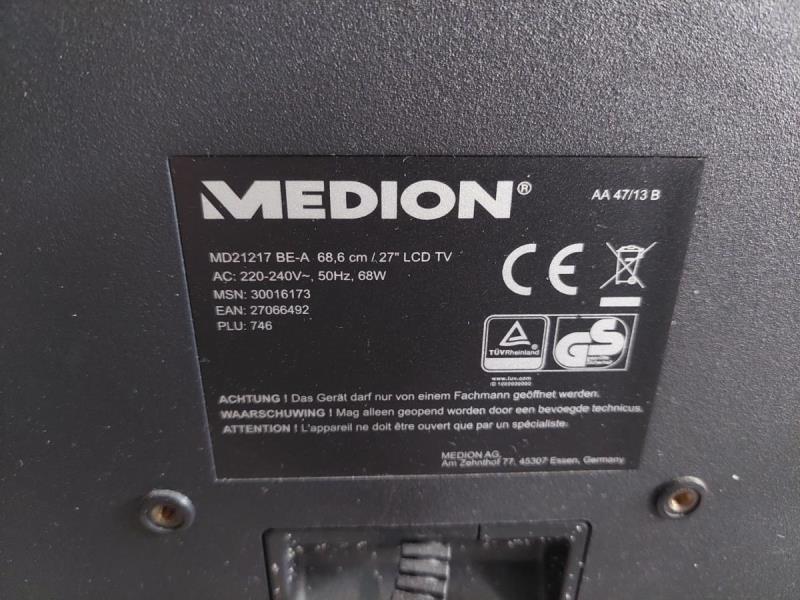 MEDION®
AA 47/13 B
MD21217 BE-A 68,6 cm / 27" LCD TV
AC: 220-240V~, 50Hz, 68W
MSN: 30016173
EAN: 27066492
PLU: 746
CE
TÜVRheinland
GS
www.tuv.com
ACHTUNG ! Das Gerät darf nur von einem Fachmann geöffnet werden.
WAARSCHUWING ! Mag alleen geopend worden door een bevoegde technicus.
ATTENTION ! L'appareil ne doit être ouvert que par un spécialiste.
MEDION AG,
Am Zehnthof 77, 45307 Essen, Germany